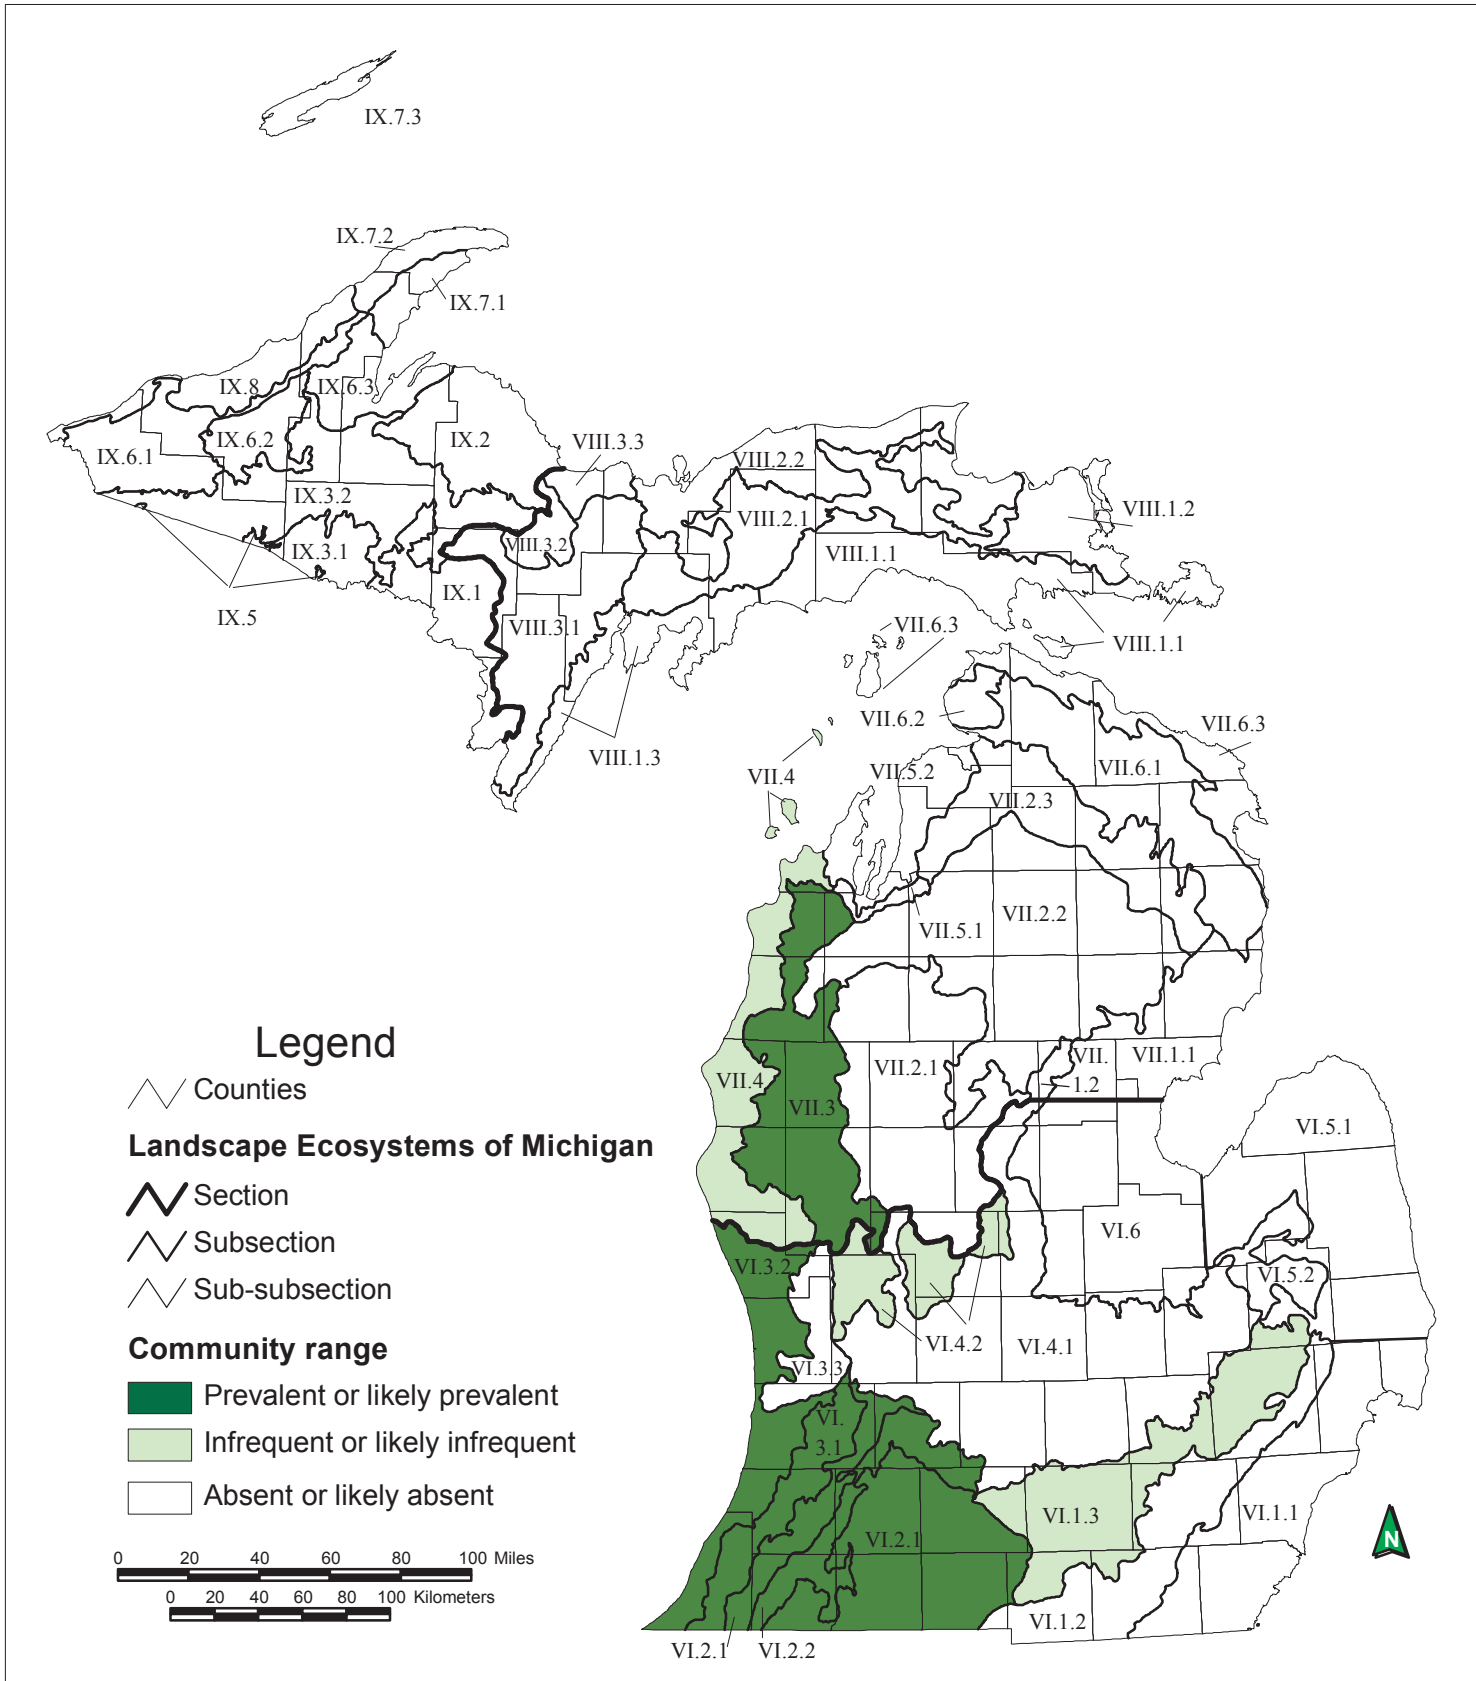 IX.7.3
IX.7.2
IX.7.1
IX.8
IX.6.3
IX.6.2
IX.6.1
IX.2
VIII.3.3
VIII.2.2
VIII.2.1
VIII.1.2
IX.3.2
IX.3.1
VIII.3.2
VIII.1.1
IX.5
IX.1
VIII.3.1
VII.6.3
VIII.1.1
VII.6.2
VII.6.3
VIII.1.3
VII.4
VII.5.2
VII.6.1
VII.2.3
VII.5.1
VII.2.2
VII.4
VII.3
VII.2.1
VII.
1.2
VII.1.1
VI.5.1
VI.6
VI.3.2
VI.5.2
VI.4.2
VI.4.1
VI.3.3
VI.
3.1
VI.2.1
VI.1.3
VI.1.1
VI.1.2
VI.2.1
VI.2.2
Legend
Counties
Landscape Ecosystems of Michigan
Section
Subsection
Sub-subsection
Community range
Prevalent or likely prevalent
Infrequent or likely infrequent
Absent or likely absent
0 20 40 60 80 100 Miles
0 20 40 60 80 100 Kilometers
N